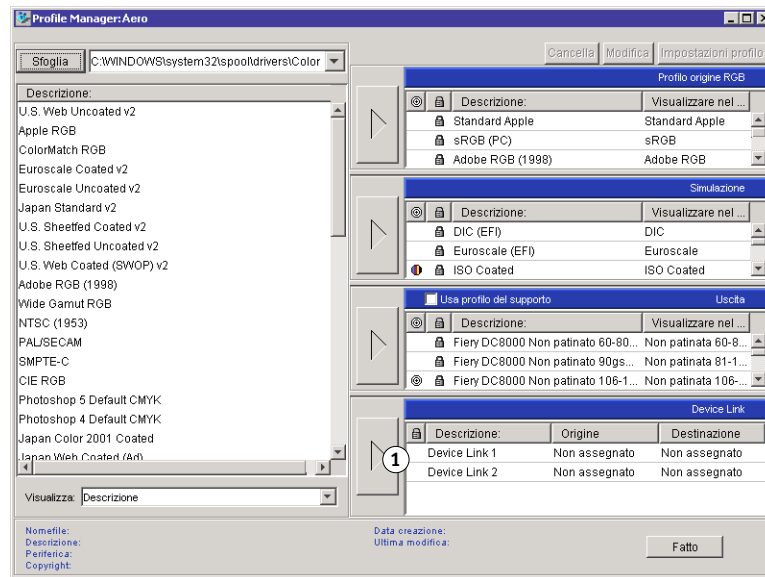 Profile Manager:Aero
Sfoglia
C:\WINDOWS\system32\spool\drivers\Color
Cancella
Modifica
Impostazioni profilo
Descrizione:
U.S. Web Uncoated v2
Apple RGB
ColorMatch RGB
Euroscale Coated v2
Euroscale Uncoated v2
Japan Standard v2
U.S. Sheetfed Coated v2
U.S. Sheetfed Uncoated v2
U.S. Web Coated (SWOP) v2
Adobe RGB (1998)
Wide Gamut RGB
NTSC (1953)
PAL/SECAM
SMPTE-C
CIE RGB
Photoshop 5 Default CMYK
Photoshop 4 Default CMYK
Japan Color 2001 Coated
Japan Web Coated (Ad)
Visualizza: Descrizione
Profilo origine RGB
Descrizione: Visualizzare nel ...
Standard Apple Standard Apple
sRGB (PC) sRGB
Adobe RGB (1998) Adobe RGB
Simulazione
Descrizione: Visualizzare nel ...
DIC (EFI) DIC
Euroscale (EFI) Euroscale
ISO Coated ISO Coated
Usa profilo del supporto Uscita
Descrizione: Visualizzare nel ...
Fiery DC8000 Non patinato 60-80... Non patinata 60-8...
Fiery DC8000 Non patinato 90gs... Non patinata 81-1...
Fiery DC8000 Non patinato 106-1... Non patinata 106-...
Device Link
Descrizione: Origine Destinazione
Device Link 1 Non assegnato Non assegnato
Device Link 2 Non assegnato Non assegnato
1
Nomefile:
Descrizione:
Periferica:
Copyright:
Data creazione:
Ultima modifica:
Fatto